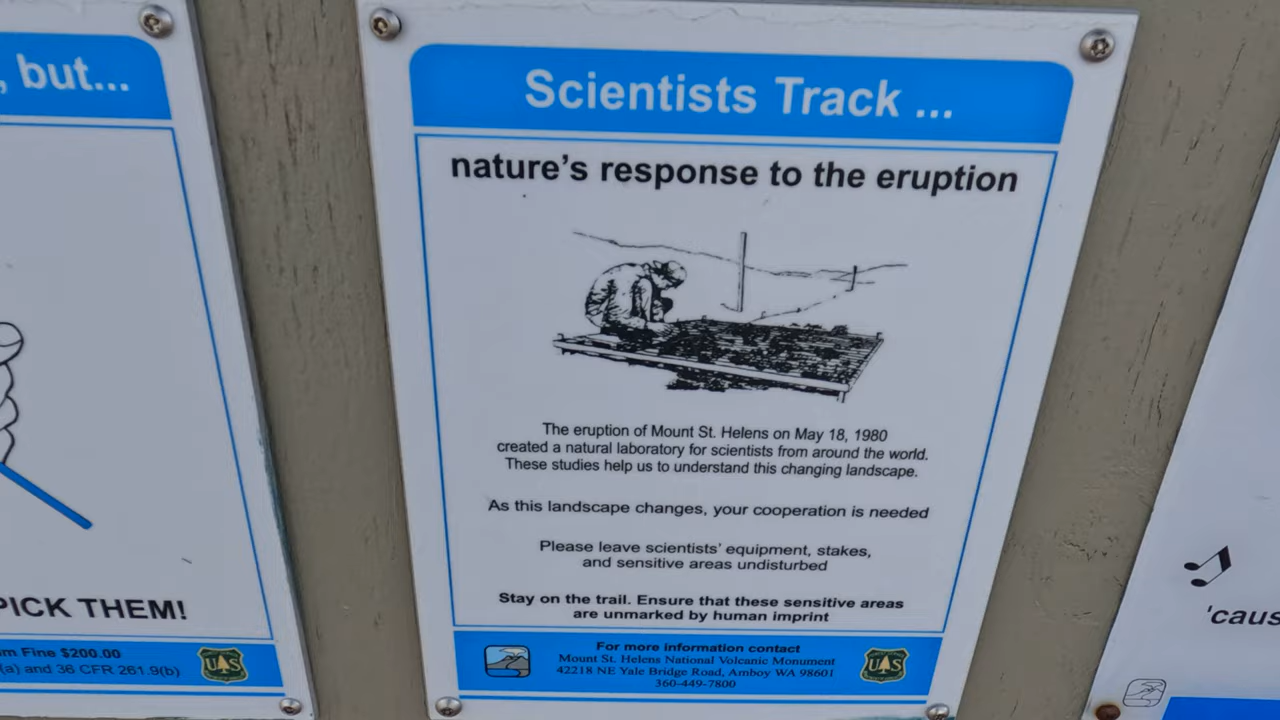 , but...
PICK THEM!
m Fine $200.00
(a) and 36 CFR 261.9(b)
UAS
Scientists Track ...
nature's response to the eruption
The eruption of Mount St. Helens on May 18, 1980
created a natural laboratory for scientists from around the world.
These studies help us to understand this changing landscape.
As this landscape changes, your cooperation is needed
Please leave scientists' equipment, stakes,
and sensitive areas undisturbed
Stay on the trail. Ensure that these sensitive areas
are unmarked by human imprint
For more information contact
Mount St. Helens National Volcanic Monument
42218 NE Yale Bridge Road, Amboy WA 98601
360-449-7800
UAS
'caus